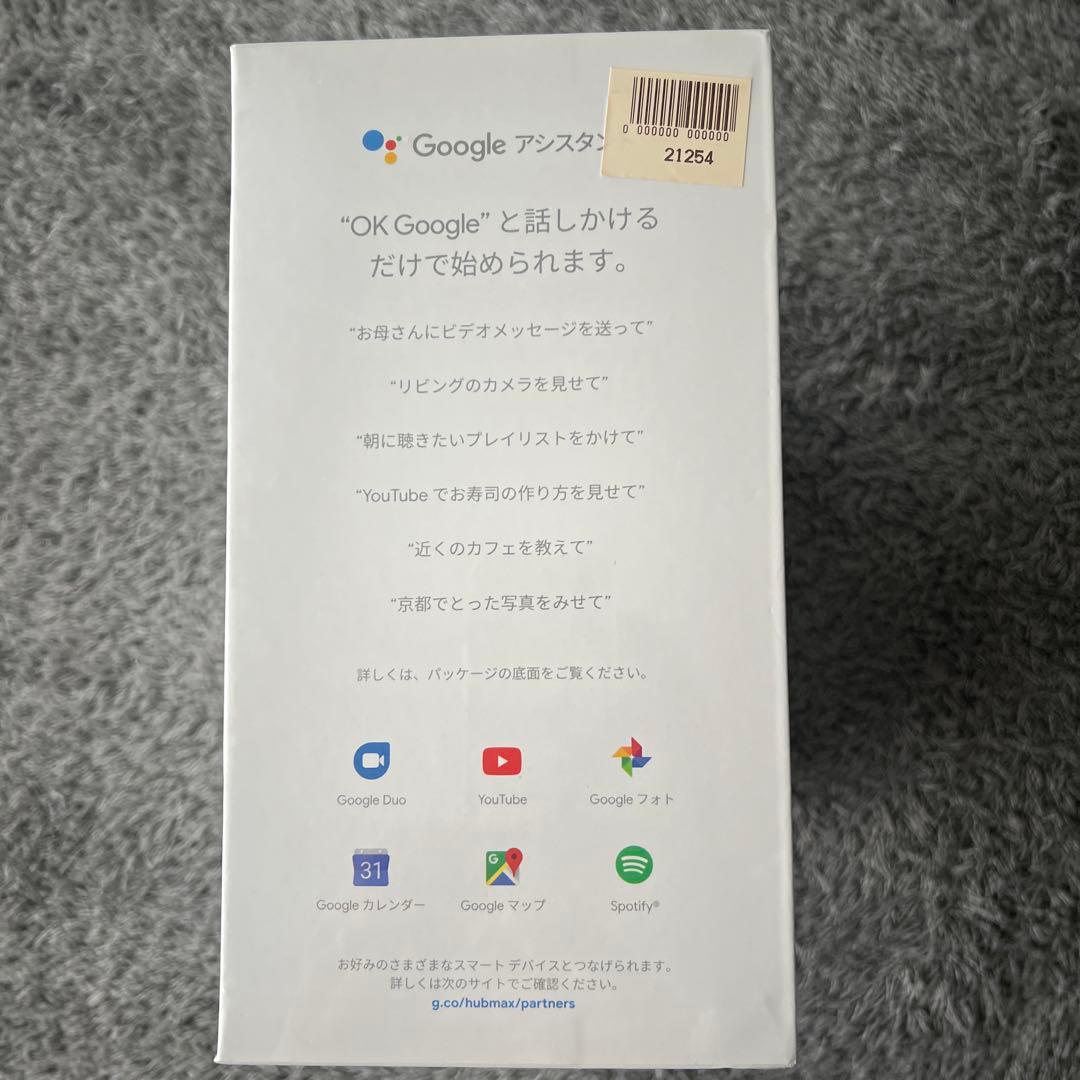 Google アシスタン
0 000000 000000
21254
“OK Google” と話しかける
だけで始められます。
“お母さんにビデオメッセージを送って”
“リビングのカメラを見せて”
“朝に聴きたいプレイリストをかけて”
“YouTube でお寿司の作り方を見せて”
“近くのカフェを教えて”
“京都でとった写真をみせて”
詳しくは、パッケージの底面をご覧ください。
Google Duo
YouTube
Google フォト
31
G
Google カレンダー
Google マップ
Spotify®
お好みのさまざまなスマート デバイスとつなげられます。
詳しくは次のサイトでご確認ください。
g.co/hubmax/partners